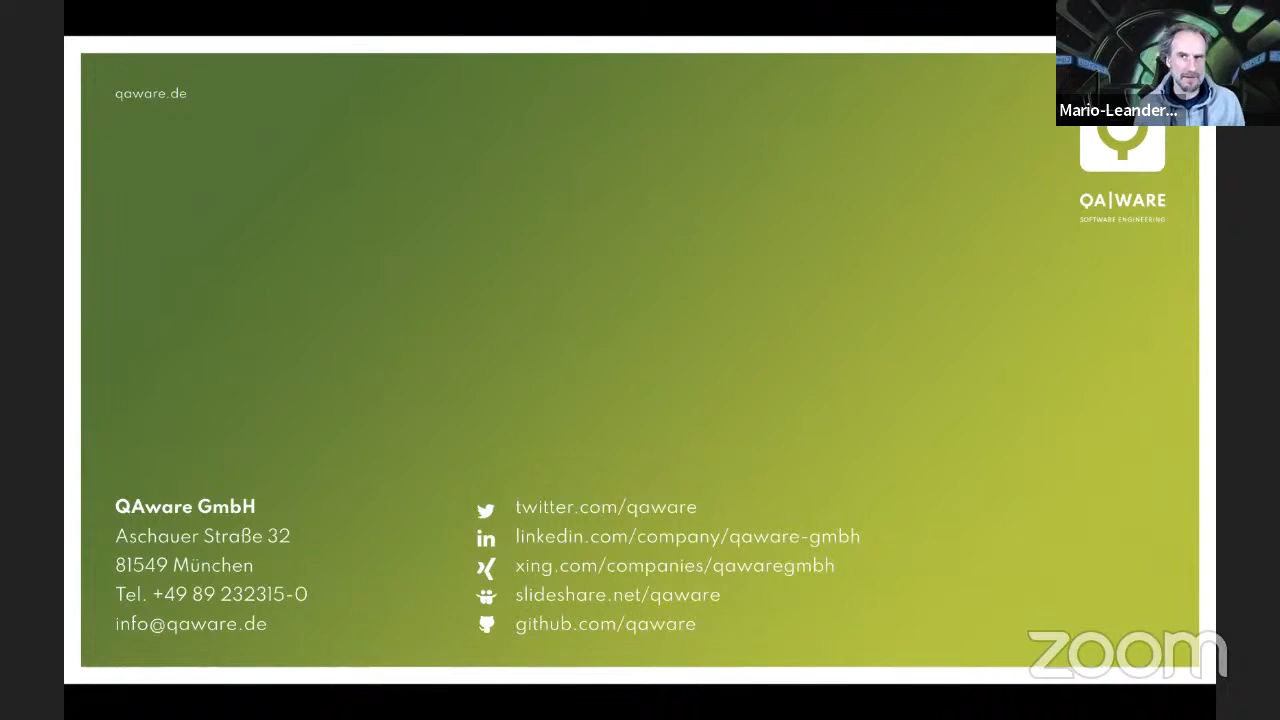 qaware.de
Mario-Leander...
QA|WARE
SOFTWARE ENGINEERING
QAware GmbH
Aschauer Straße 32
81549 München
Tel. +49 89 232315-0
info@qaware.de
twitter.com/qaware
linkedin.com/company/qaware-gmbh
xing.com/companies/qawaregmbh
slideshare.net/qaware
github.com/qaware
zoom